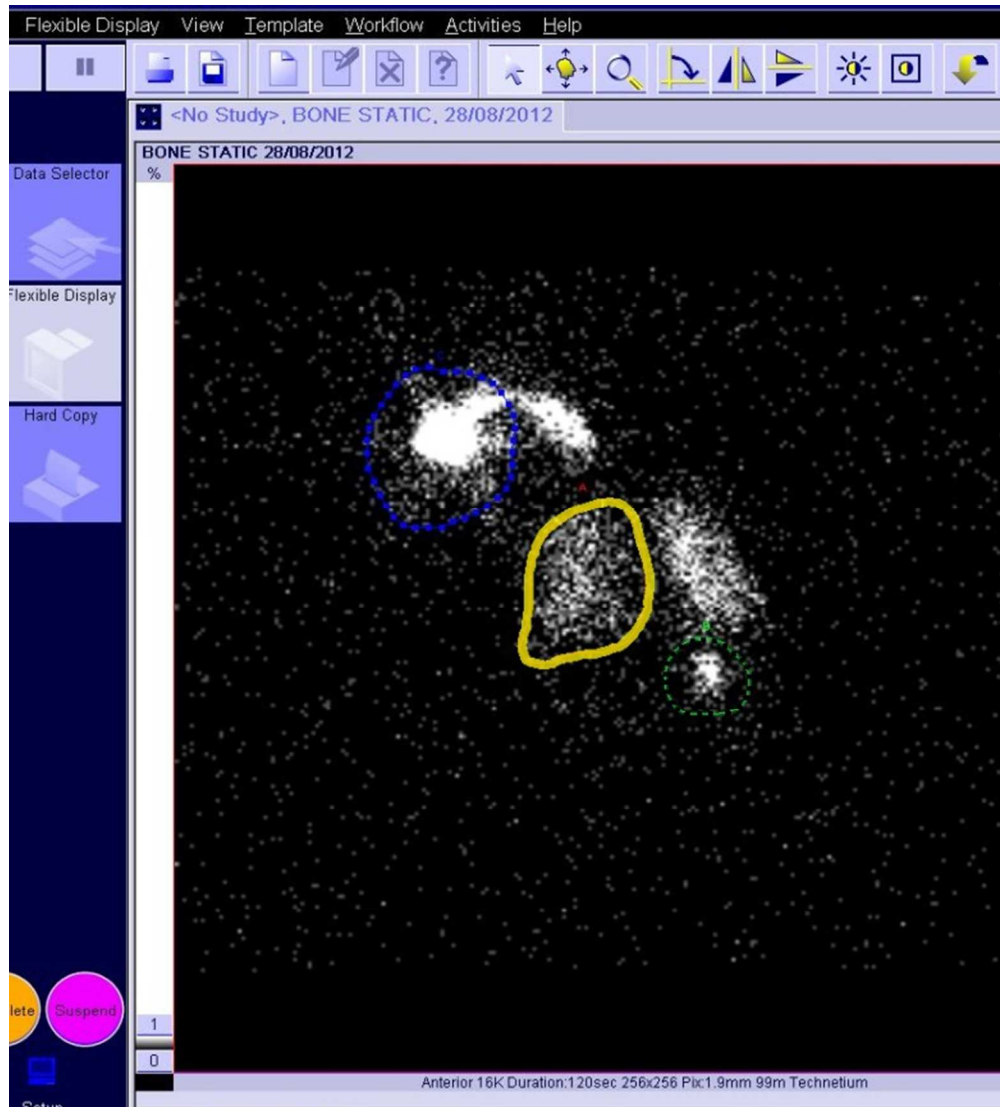 Flexible Display View Template Workflow Activities Help
<No Study>, BONE STATIC, 28/08/2012
BONE STATIC 28/08/2012
%
Data Selector
Flexible Display
Hard Copy
A
lete
Suspend
1
0
Anterior 16K Duration:120sec 256x256 Pix:1.9mm 99m Technetium
Setup